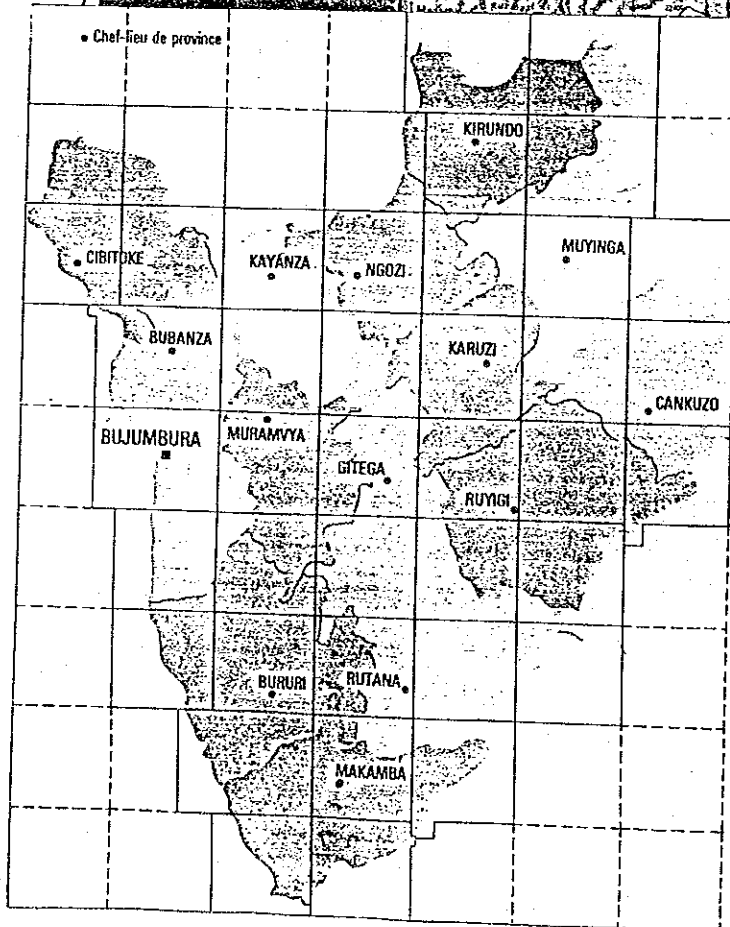 • Chef-lieu de province
KIRUNDO
CIBITOKE
KAYANZA
NGOZI
MUYINGA
BUBANZA
KARUZI
CANKUZO
BUJUMBURA
MURAMVYA
GITEGA
RUYIGI
BURURI
RUTANA
MAKAMBA